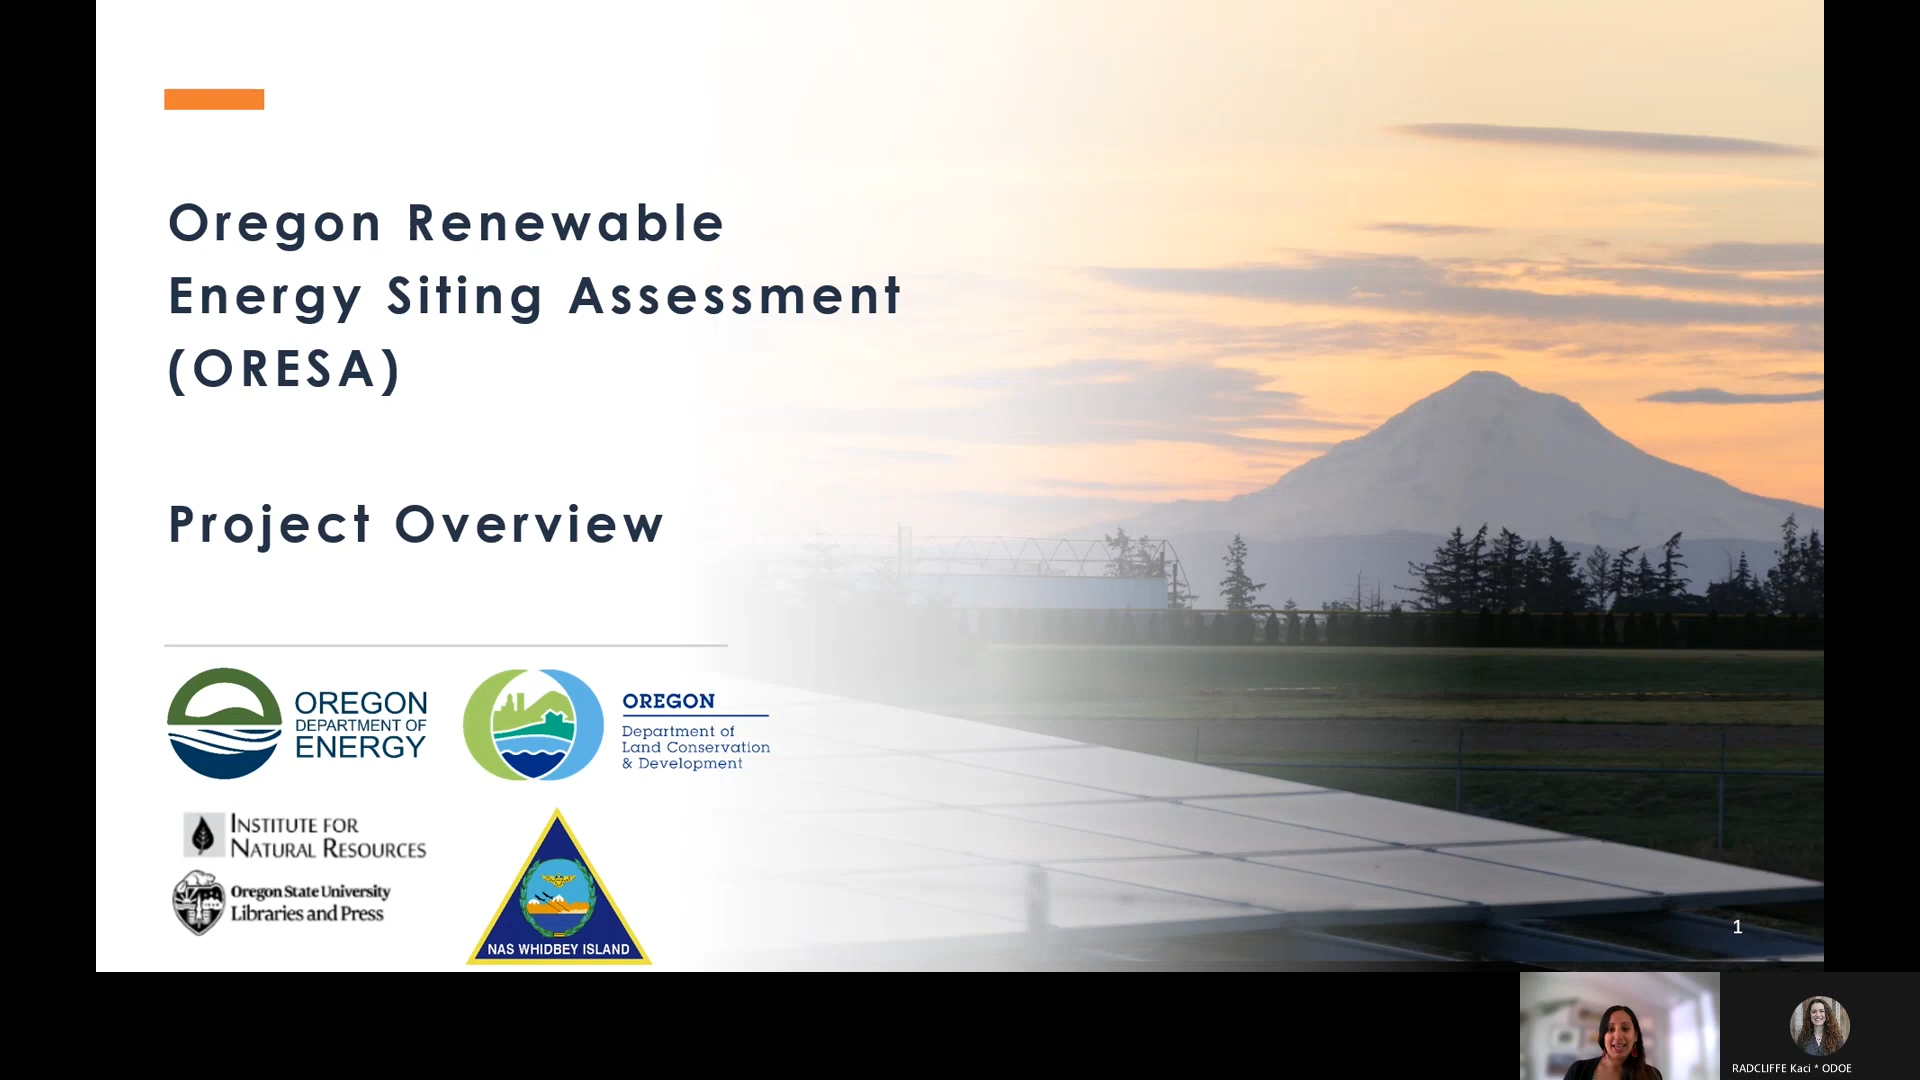 Oregon Renewable
Energy Siting Assessment
(ORESA)
Project Overview
OREGON
DEPARTMENT OF
ENERGY
OREGON
Department of
Land Conservation
& Development
INSTITUTE FOR
NATURAL RESOURCES
Oregon State University
Libraries and Press
NAS WHIDBEY ISLAND
1
RADCLIFFE Kaci * ODOE